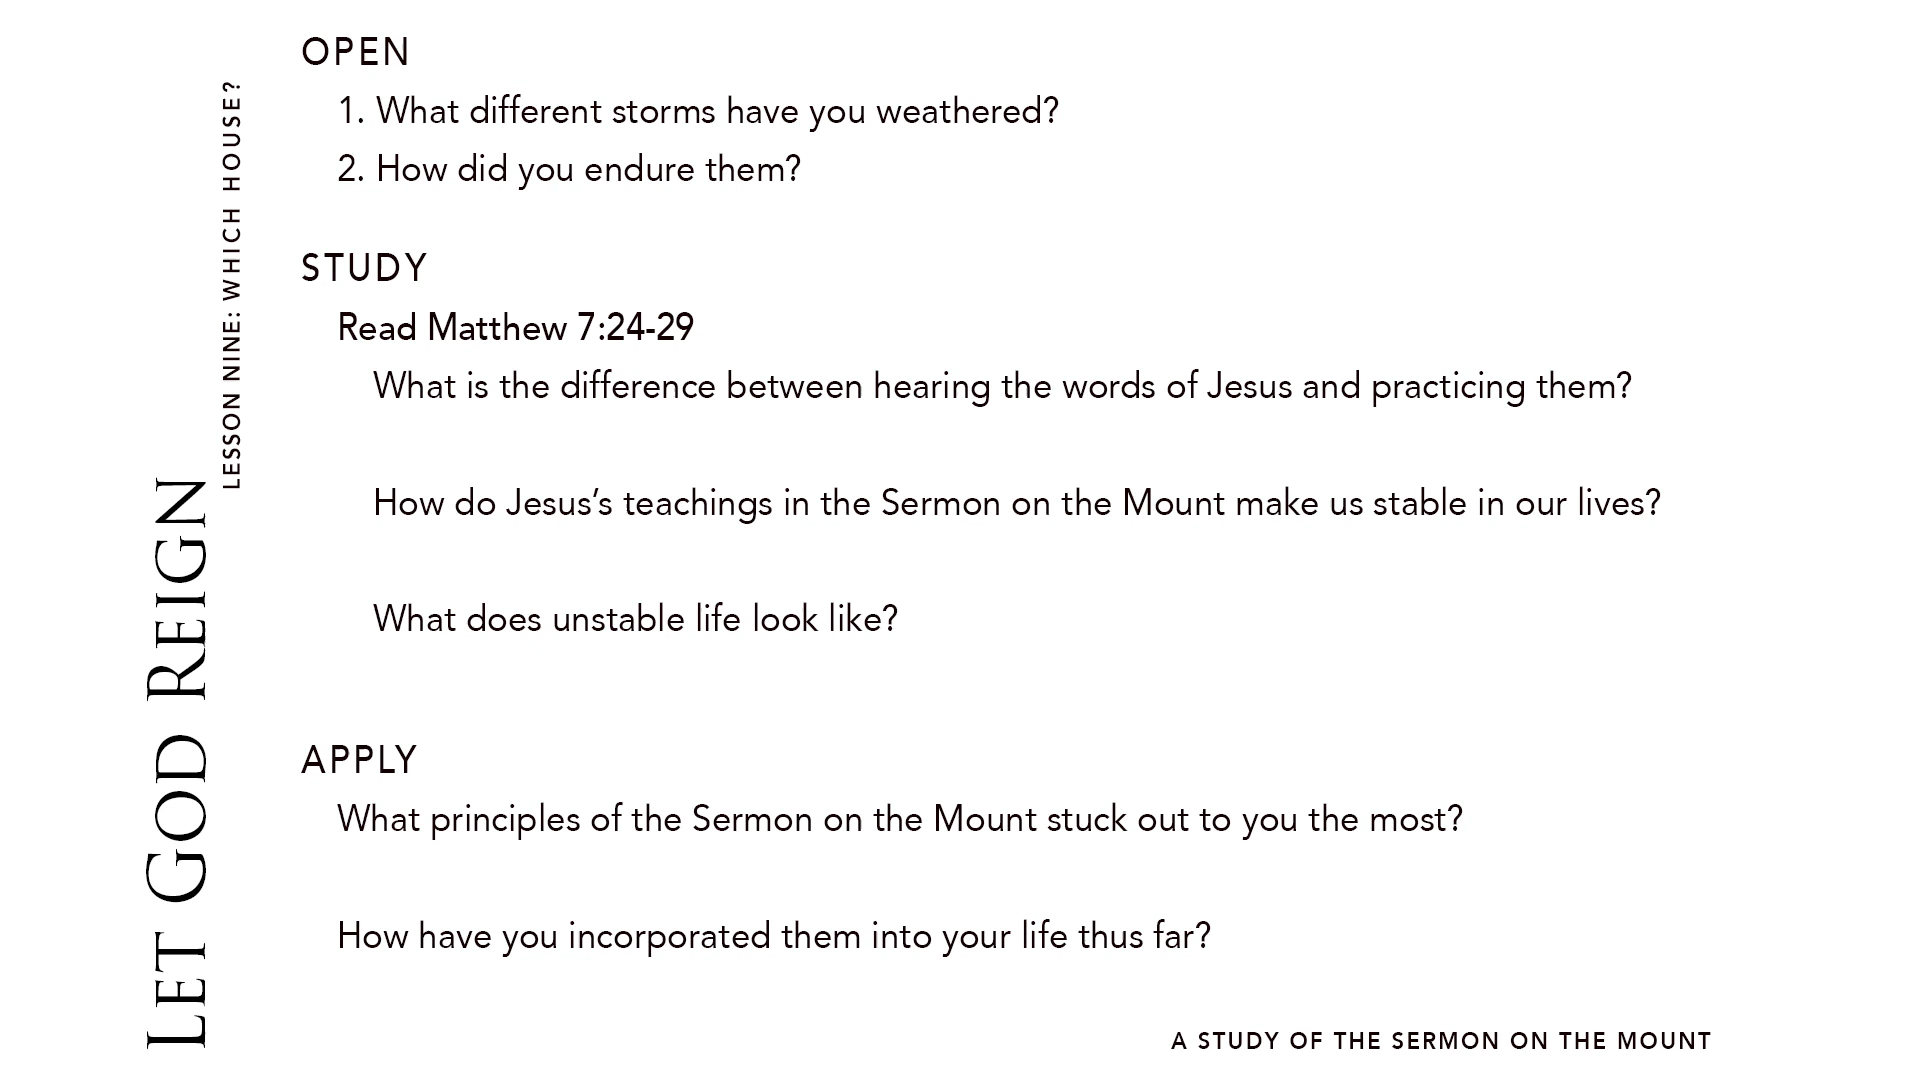 LET GOD REIGN
LESSON NINE: WHICH HOUSE?
OPEN
1. What different storms have you weathered?
2. How did you endure them?
STUDY
Read Matthew 7:24-29
What is the difference between hearing the words of Jesus and practicing them?
How do Jesus’s teachings in the Sermon on the Mount make us stable in our lives?
What does unstable life look like?
APPLY
What principles of the Sermon on the Mount stuck out to you the most?
How have you incorporated them into your life thus far?
A STUDY OF THE SERMON ON THE MOUNT